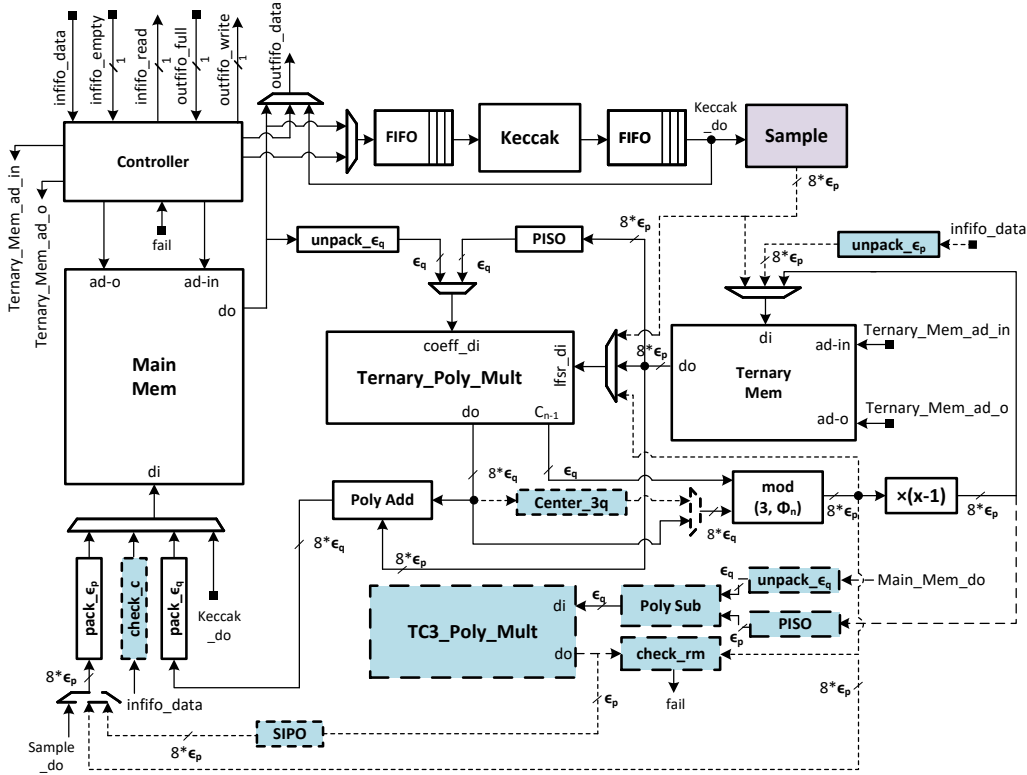 infifo_data
infifo_empty
1
infifo_read
1
outfifo_full
1
outfifo_write
1
outfifo_data
Controller
fail
Ternary_Mem_ad_in
Ternary_Mem_ad_o
FIFO
Keccak
FIFO
Keccak
_do
Sample
8*ϵp
unpack_ϵq
PISO
8*ϵp
ϵq
ϵq
unpack_ϵp
infifo_data
8*ϵp
ad-o
ad-in
do
Main
Mem
di
coeff_di
Ternary_Poly_Mult
lfsr_di
do
Cn-1
8*ϵp
di
do
Ternary
Mem
ad-in
ad-o
Ternary_Mem_ad_in
Ternary_Mem_ad_o
8*ϵq
ϵq
Poly Add
Center_3q
8*ϵq
mod
(3, Φn)
8*ϵp
×(x-1)
8*ϵp
8*ϵq
8*ϵp
pack_ϵp
check_c
pack_ϵq
Keccak
_do
8*ϵp
infifo_data
Sample
_do
8*ϵp
SIPO
TC3_Poly_Mult
di
do
ϵq
Poly Sub
ϵq
unpack_ϵq
Main_Mem_do
ϵp
PISO
check_rm
fail
ϵp
8*ϵp